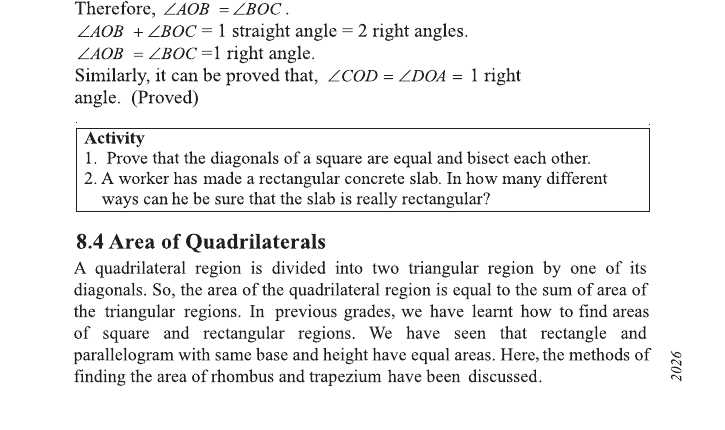 Therefore, ∠AOB = ∠BOC.
∠AOB + ∠BOC = 1 straight angle = 2 right angles.
∠AOB = ∠BOC =1 right angle.
Similarly, it can be proved that, ∠COD = ∠DOA = 1 right
angle. (Proved)
Activity
1. Prove that the diagonals of a square are equal and bisect each other.
2. A worker has made a rectangular concrete slab. In how many different
ways can he be sure that the slab is really rectangular?
8.4 Area of Quadrilaterals
A quadrilateral region is divided into two triangular region by one of its
diagonals. So, the area of the quadrilateral region is equal to the sum of area of
the triangular regions. In previous grades, we have learnt how to find areas
of square and rectangular regions. We have seen that rectangle and
parallelogram with same base and height have equal areas. Here, the methods of
finding the area of rhombus and trapezium have been discussed.
2026